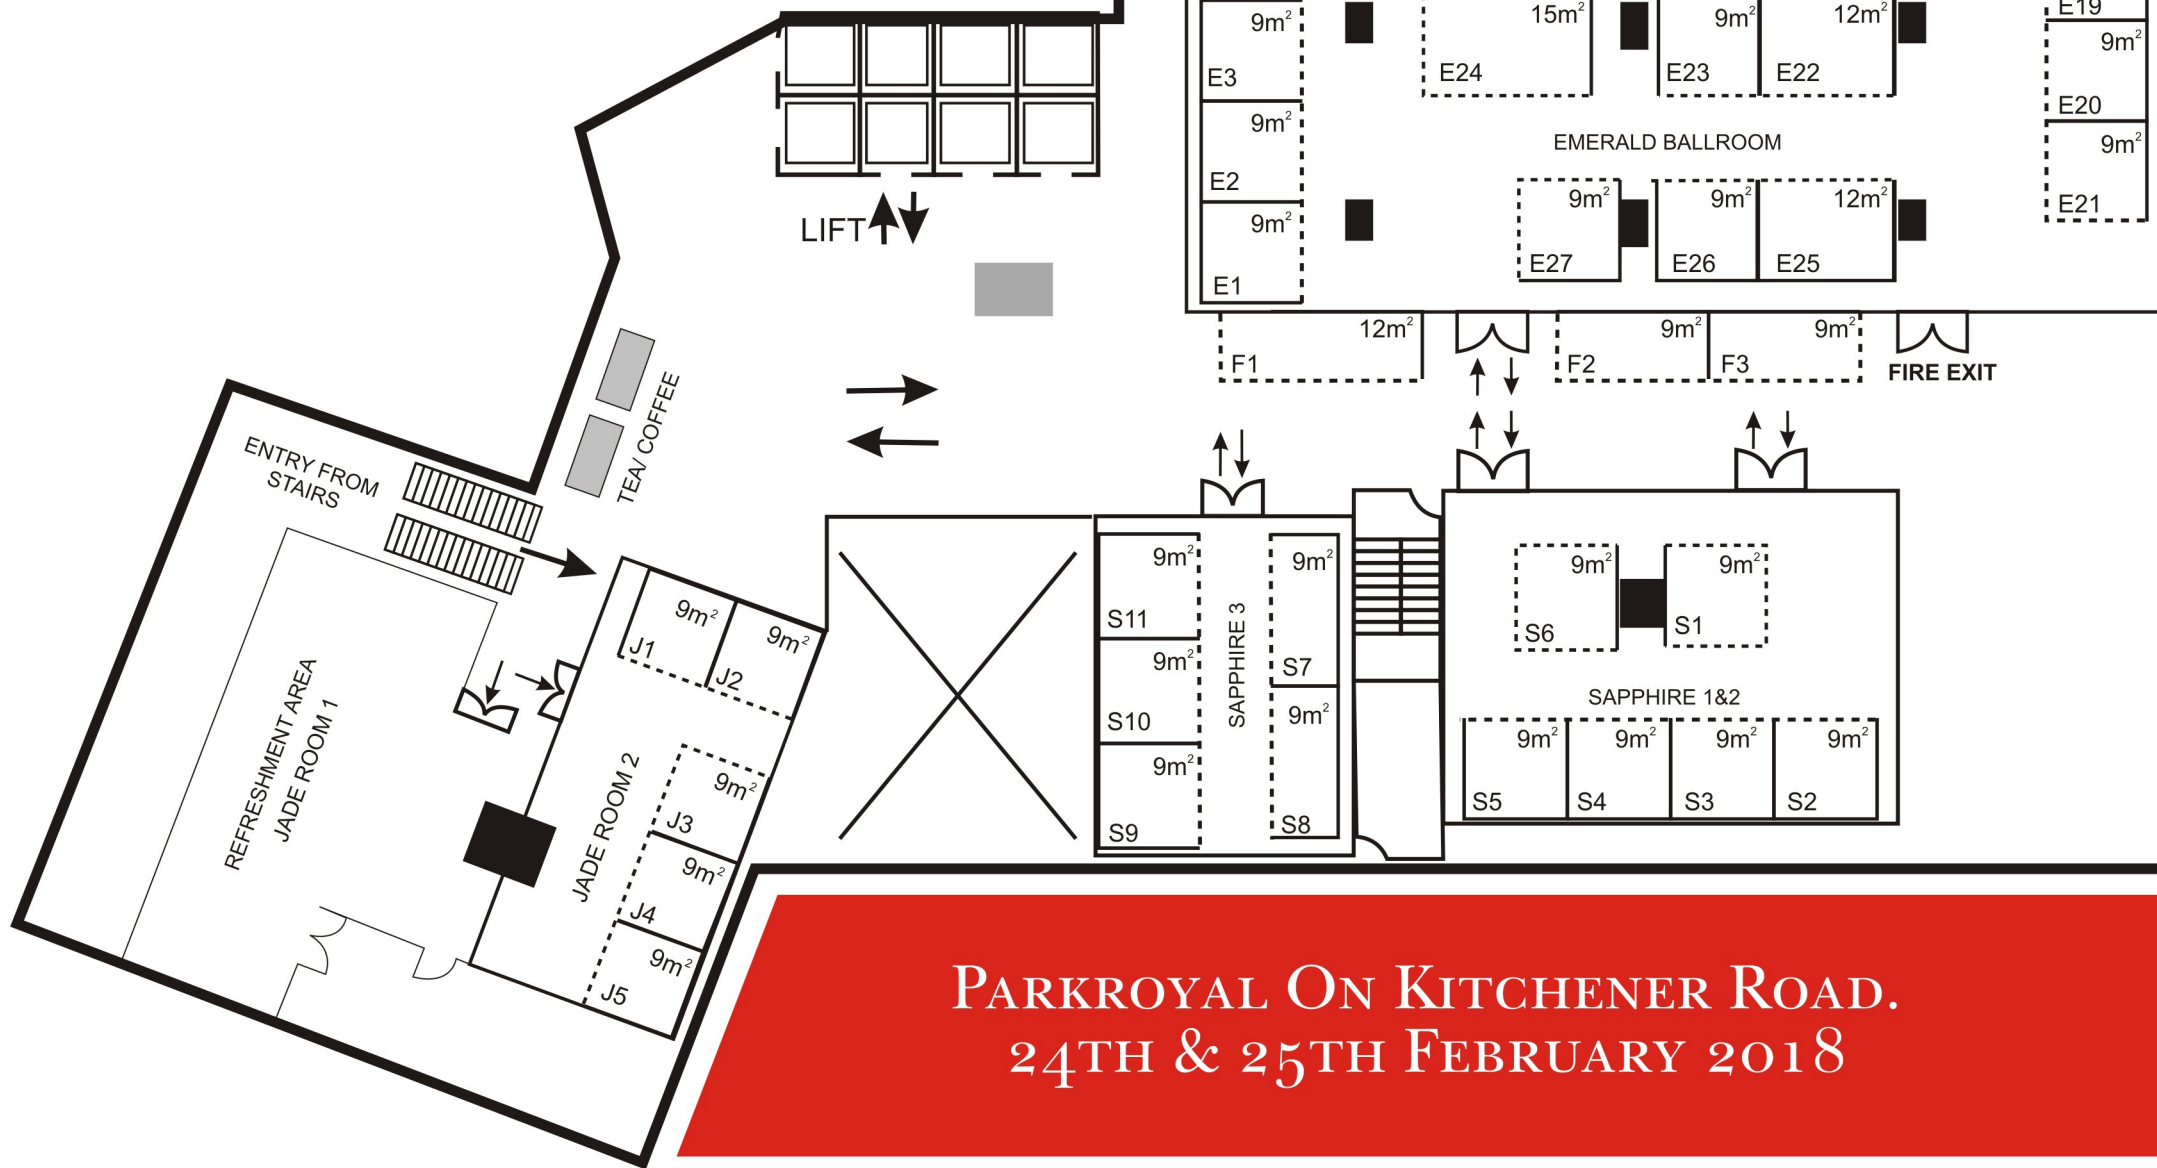 9m²
E3
9m²
E2
9m²
E1
15m²
E24
9m²
E23
12m²
E22
E19
9m²
E20
9m²
E21
EMERALD BALLROOM
9m²
E27
9m²
E26
12m²
E25
LIFT
12m²
F1
9m²
F2
9m²
F3
FIRE EXIT
TEA/ COFFEE
ENTRY FROM
STAIRS
REFRESHMENT AREA
JADE ROOM 1
9m²
J1
9m²
J2
JADE ROOM 2
9m²
J3
9m²
J4
9m²
J5
9m²
S11
9m²
S10
9m²
S9
SAPPHIRE 3
9m²
S7
9m²
S8
9m²
S6
9m²
S1
SAPPHIRE 1&2
9m²
S5
9m²
S4
9m²
S3
9m²
S2
Parkroyal On Kitchener Road.
24th & 25th February 2018